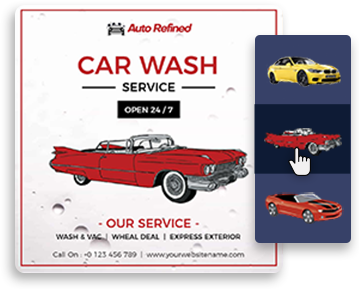 Auto Refined
CAR WASH
SERVICE
OPEN 24 / 7
- OUR SERVICE -
WASH & VAC | WHEAL DEAL | EXPRESS EXTERIOR
Call On : +0 123 456 789 | www.yourwebsitename.com